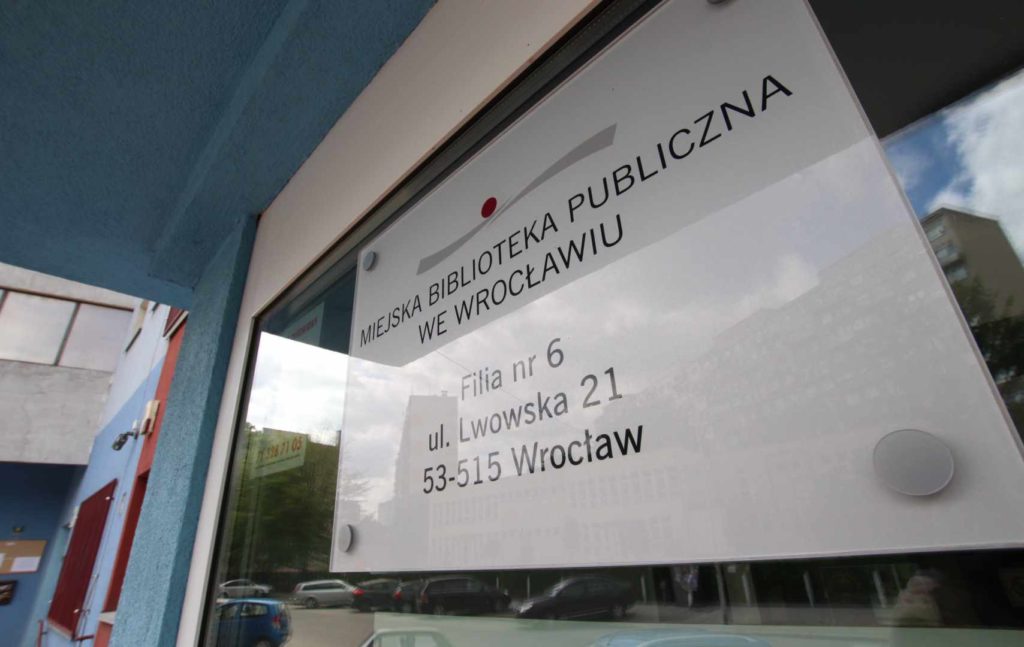 MIEJSKA BIBLIOTEKA PUBLICZNA
WE WROCŁAWIU
Filia nr 6
ul. Lwowska 21
53-515 Wrocław